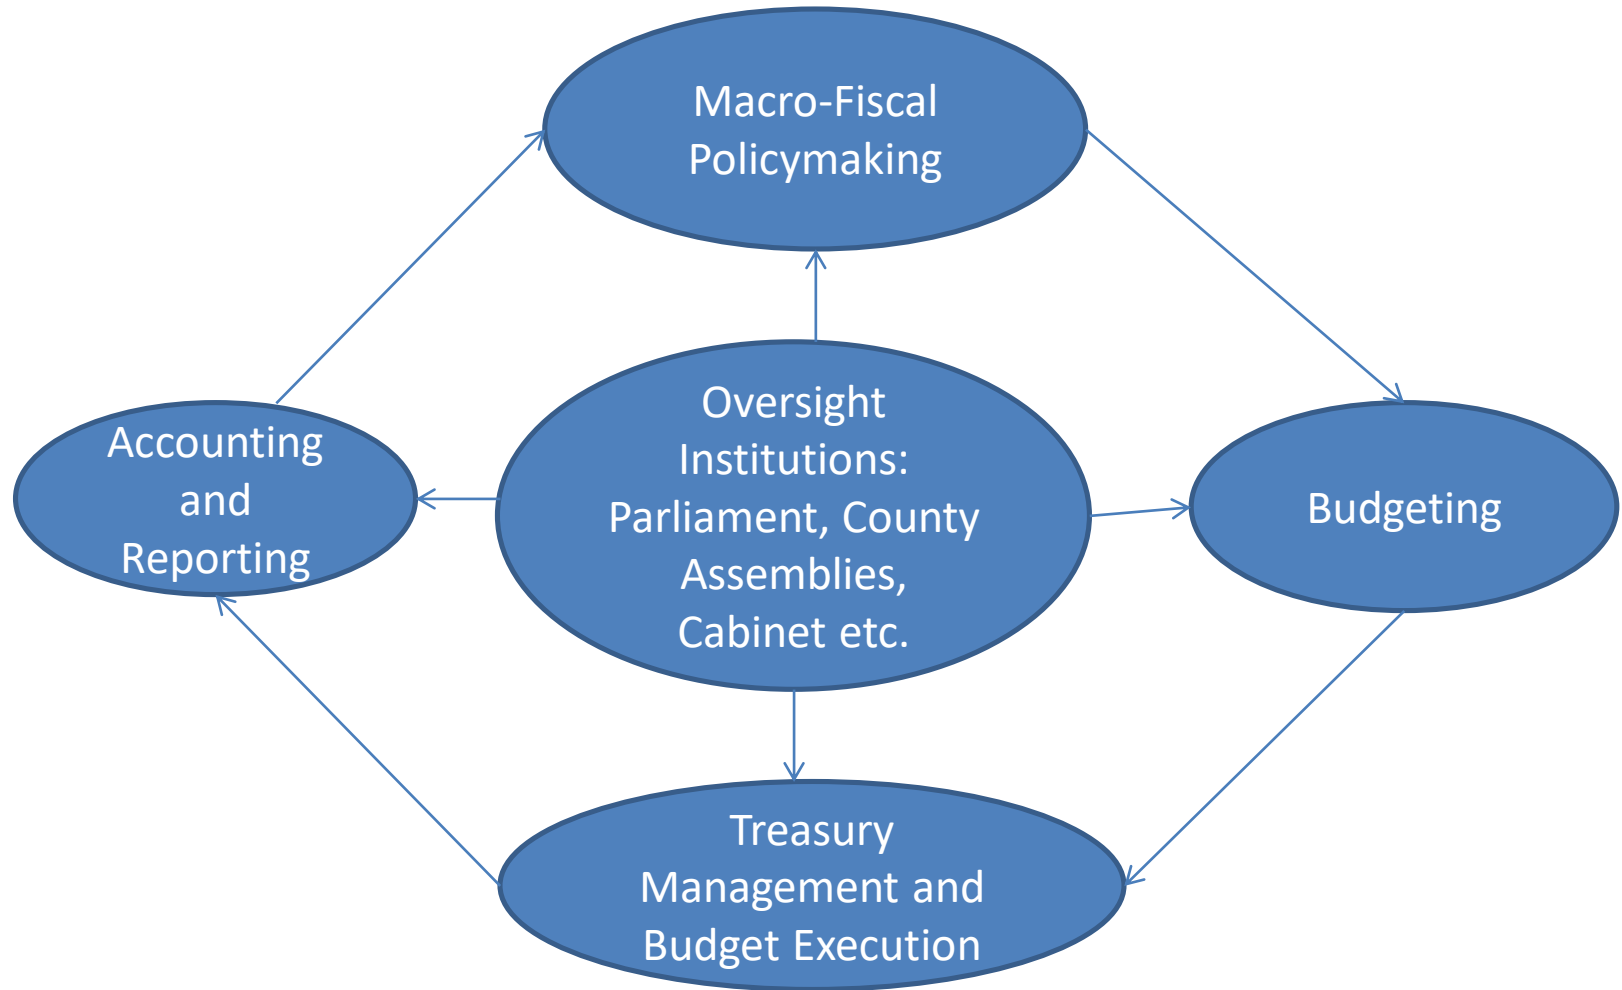 Macro-Fiscal
Policymaking
Oversight
Institutions:
Parliament, County
Assemblies,
Cabinet etc.
Accounting
and
Reporting
Budgeting
Treasury
Management and
Budget Execution